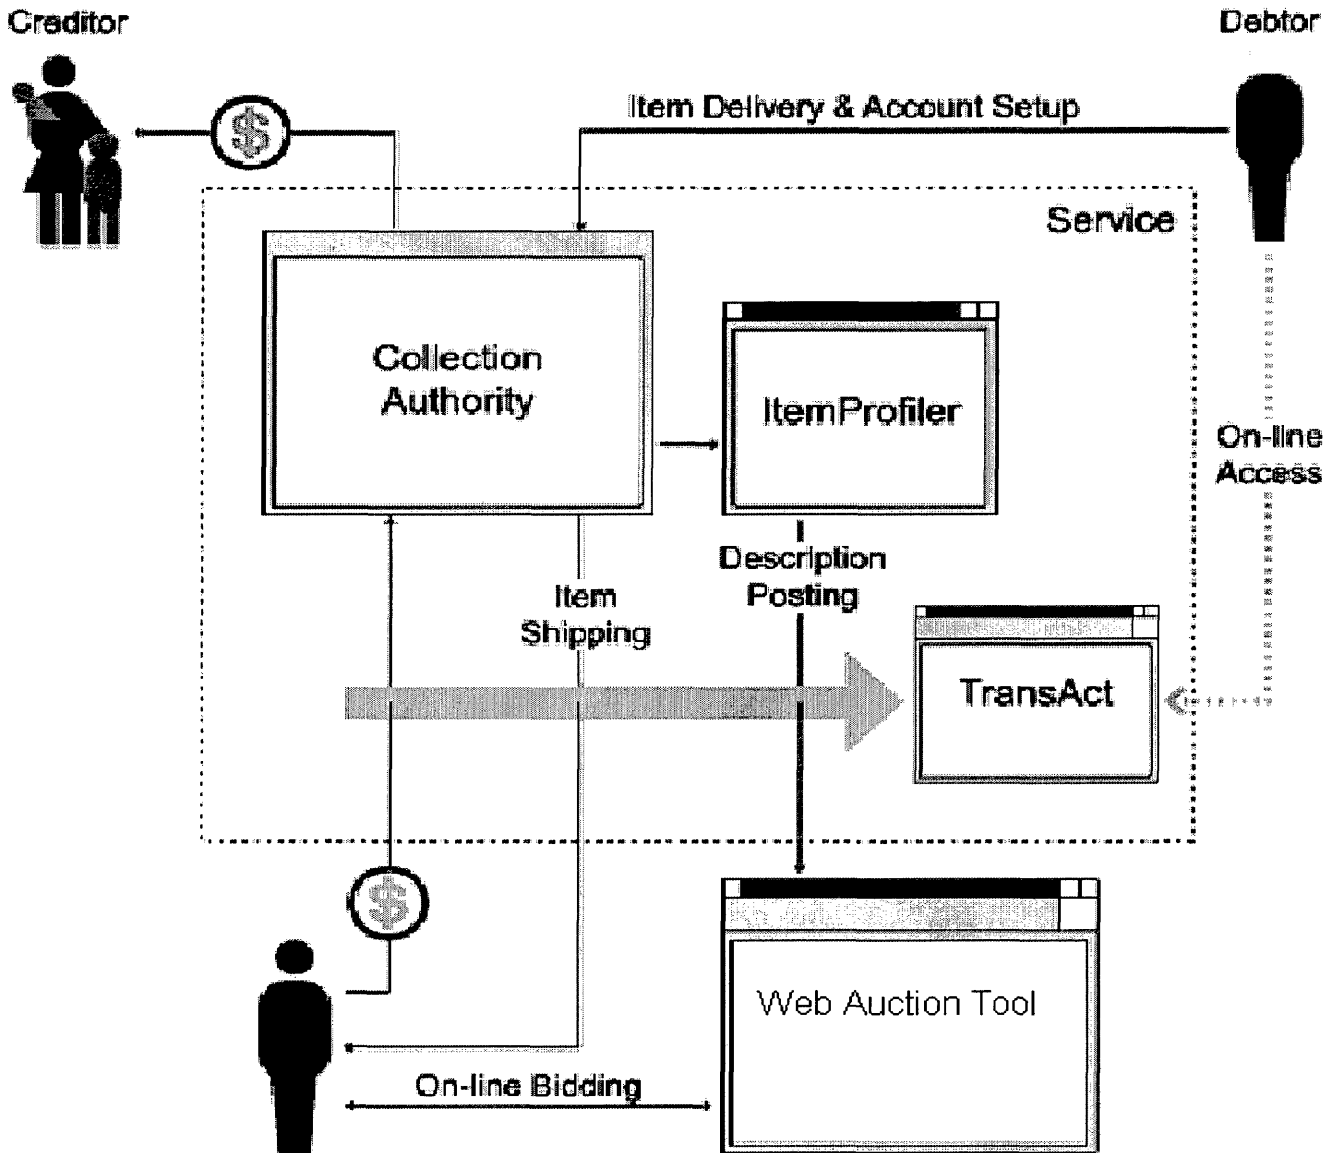 Creditor
Debtor
$
Item Delivery & Account Setup
Service
Collection
Authority
ItemProfiler
On-line
Access
Description
Posting
Item
Shipping
TransAct
$
Web Auction Tool
On-line Bidding